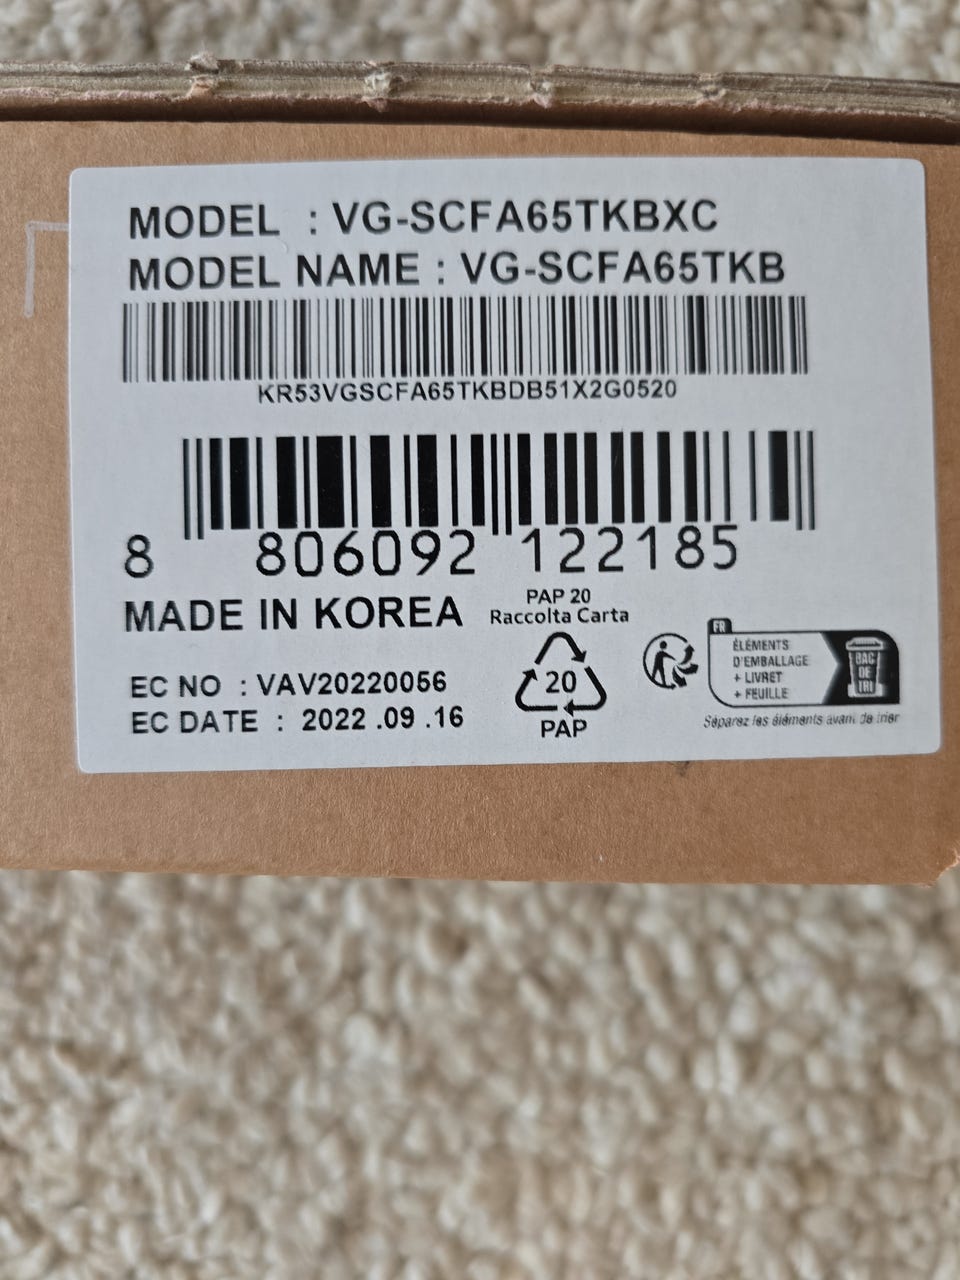 MODEL : VG-SCFA65TKBXC
MODEL NAME : VG-SCFA65TKB
KR53VGSCFA65TKBDB51X2G0520
8 806092 122185
MADE IN KOREA
PAP 20
Raccolta Carta
EC NO : VAV20220056
EC DATE : 2022 .09 .16
20
PAP
FR
ÉLÉMENTS
D'EMBALLAGE
+ LIVRET
+ FEUILLE
BAC
DE
TRI
Séparez les éléments avant de trier